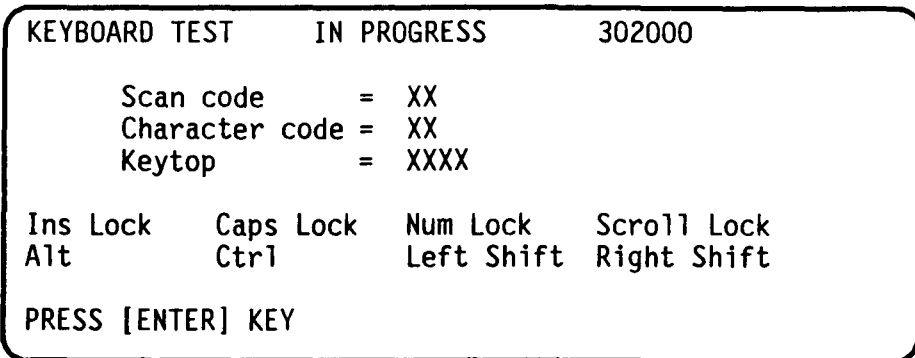 KEYBOARD TEST IN PROGRESS 302000
Scan code = XX
Character code = XX
Keytop = XXXX
Ins Lock Caps Lock Num Lock Scroll Lock
Alt Ctrl Left Shift Right Shift
PRESS [ENTER] KEY